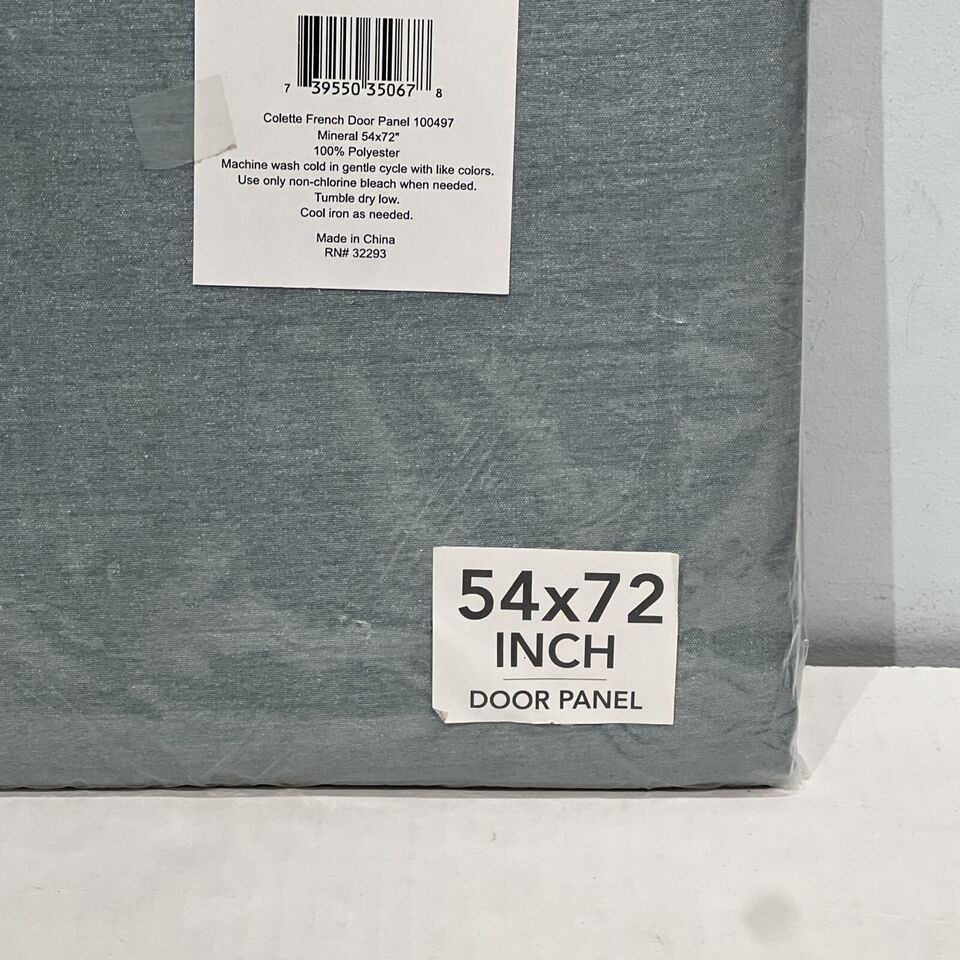 7 39550 35067 8
Colette French Door Panel 100497
Mineral 54x72"
100% Polyester
Machine wash cold in gentle cycle with like colors.
Use only non-chlorine bleach when needed.
Tumble dry low.
Cool iron as needed.
Made in China
RN# 32293
54x72
INCH
DOOR PANEL